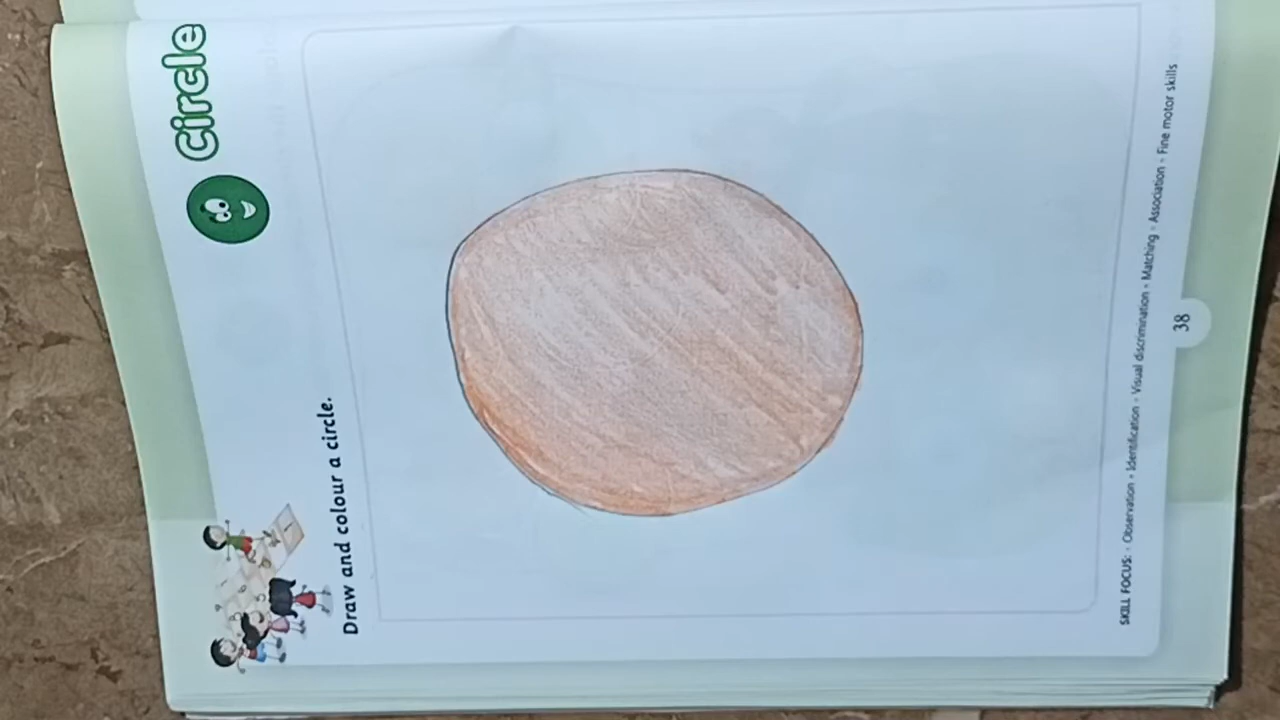 Circle
Draw and colour a circle.
SKILL FOCUS: • Observation • Identification • Visual discrimination • Matching • Association • Fine motor skills
38